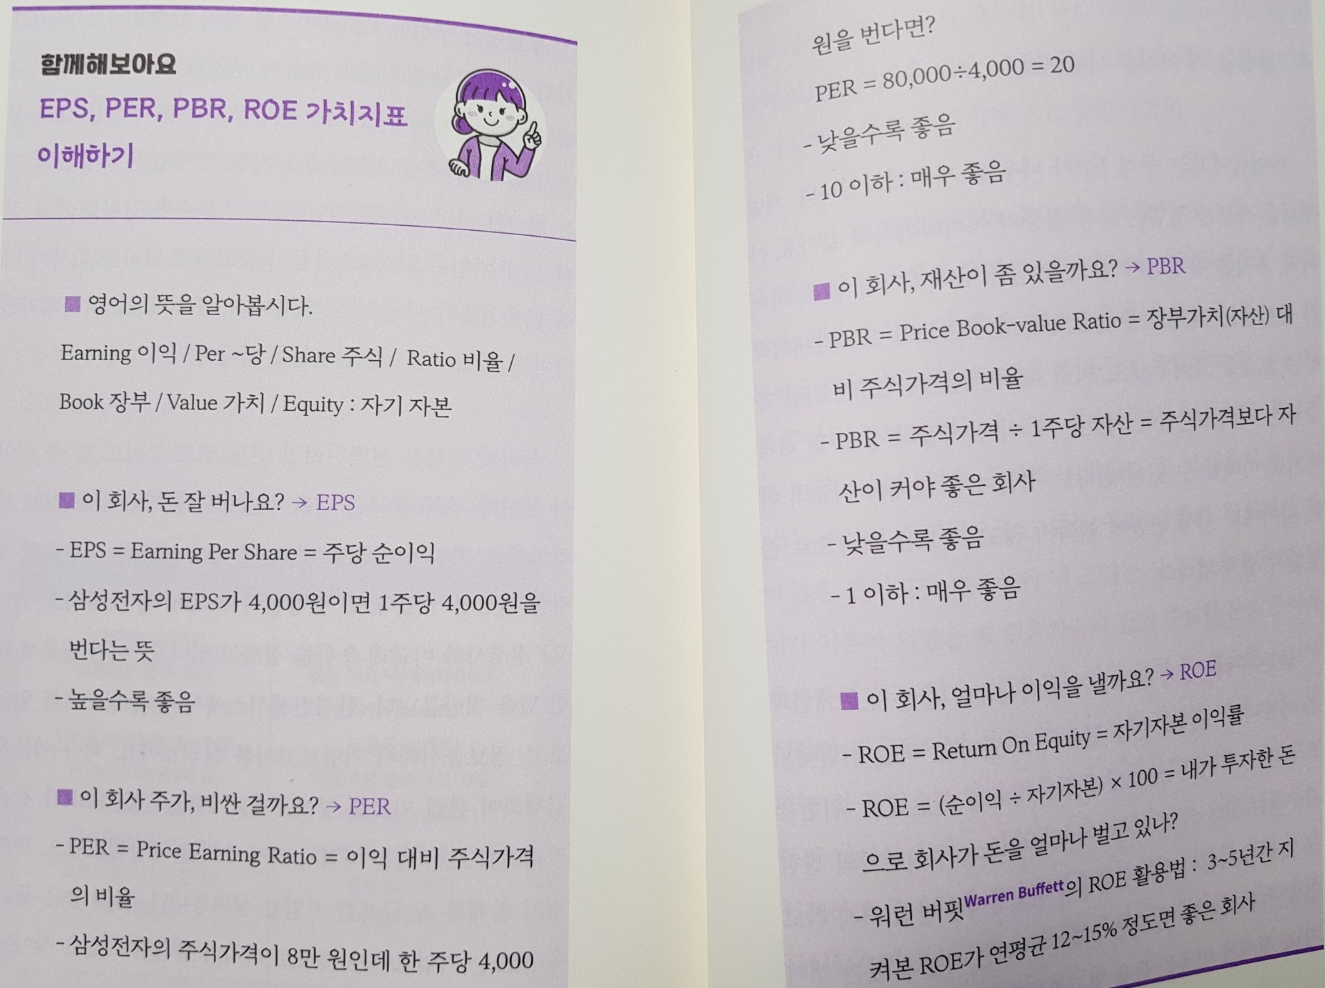 함께해보아요
EPS, PER, PBR, ROE 가치지표
이해하기
■ 영어의 뜻을 알아봅시다.
Earning 이익 / Per ~당 / Share 주식 / Ratio 비율 /
Book 장부 / Value 가치 / Equity : 자기 자본
■ 이 회사, 돈 잘 버나요? → EPS
- EPS = Earning Per Share = 주당 순이익
- 삼성전자의 EPS가 4,000원이면 1주당 4,000원을
번다는 뜻
- 높을수록 좋음
■ 이 회사 주가, 비싼 걸까요? → PER
- PER = Price Earning Ratio = 이익 대비 주식가격
의 비율
- 삼성전자의 주식가격이 8만 원인데 한 주당 4,000
원을 번다면?
PER = 80,000÷4,000 = 20
- 낮을수록 좋음
- 10 이하 : 매우 좋음
■ 이 회사, 재산이 좀 있을까요? → PBR
- PBR = Price Book-value Ratio = 장부가치(자산) 대
비 주식가격의 비율
- PBR = 주식가격 ÷ 1주당 자산 = 주식가격보다 자
산이 커야 좋은 회사
- 낮을수록 좋음
- 1 이하 : 매우 좋음
■ 이 회사, 얼마나 이익을 낼까요? → ROE
- ROE = Return On Equity = 자기자본 이익률
- ROE = (순이익 ÷ 자기자본) × 100 = 내가 투자한 돈
으로 회사가 돈을 얼마나 벌고 있나?
- 워런 버핏Warren Buffett의 ROE 활용법 : 3~5년간 지
켜본 ROE가 연평균 12~15% 정도면 좋은 회사